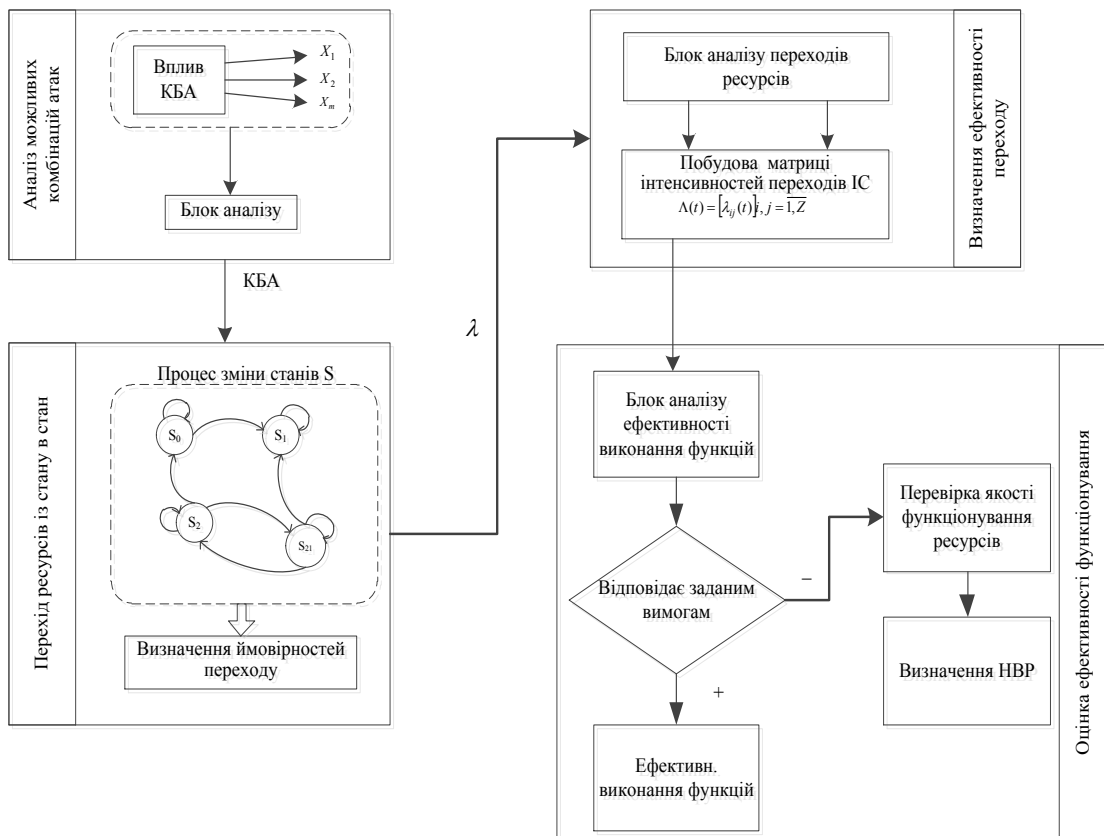 Аналіз можливих
комбінацій атак
Вплив
КБА
X1
X2
Xm
Блок аналізу
КБА
Перехід ресурсів із стану в стан
Процес зміни станів S
S0
S1
S2
S21
Визначення ймовірностей
переходу
λ
Блок аналізу переходів
ресурсів
Побудова матриці
інтенсивностей переходів ІС
Λ(t) = [λij(t)]i, j = 1,Z
Визначення ефективності
переходу
Блок аналізу
ефективності
виконання функцій
Відповідає заданим
вимогам
–
+
Ефективн.
виконання функцій
Перевірка якості
функціонування
ресурсів
Визначення НВР
Оцінка ефективності функціонування